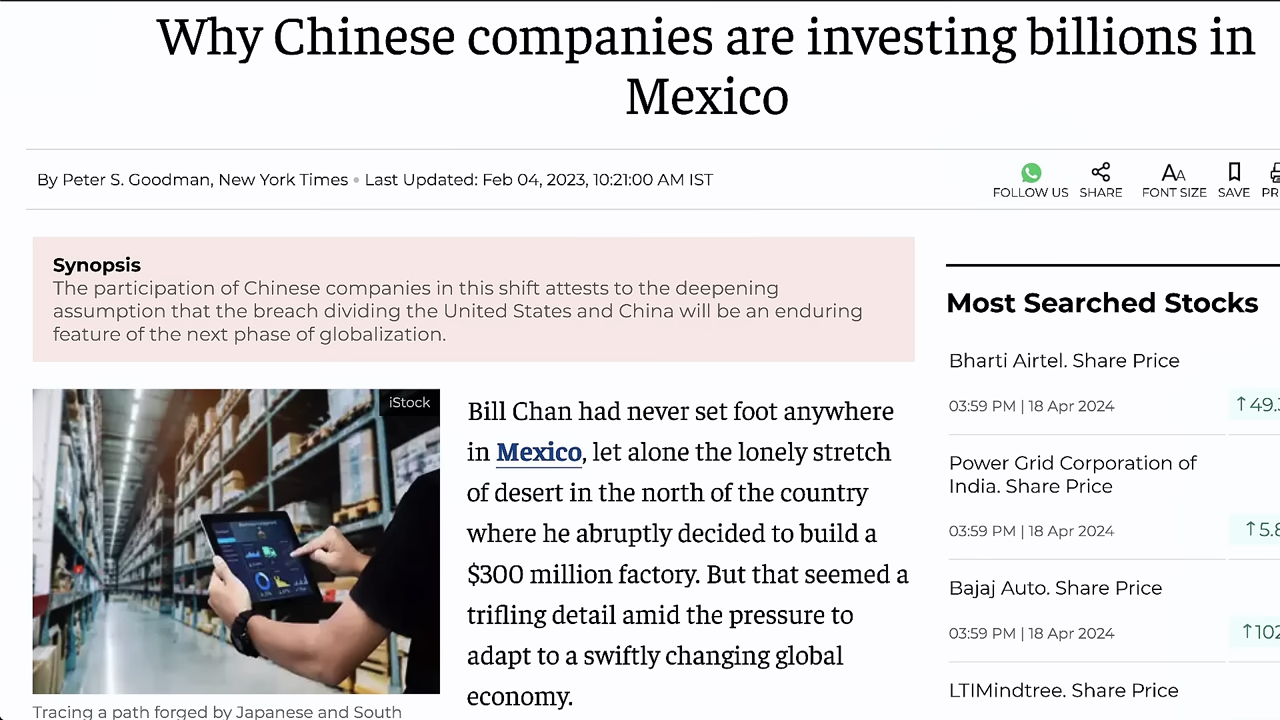 Why Chinese companies are investing billions in
Mexico
By Peter S. Goodman, New York Times • Last Updated: Feb 04, 2023, 10:21:00 AM IST
FOLLOW US SHARE FONT SIZE SAVE
Synopsis
The participation of Chinese companies in this shift attests to the deepening
assumption that the breach dividing the United States and China will be an enduring
feature of the next phase of globalization.
iStock
Tracing a path forged by Japanese and South
Bill Chan had never set foot anywhere
in Mexico, let alone the lonely stretch
of desert in the north of the country
where he abruptly decided to build a
$300 million factory. But that seemed a
trifling detail amid the pressure to
adapt to a swiftly changing global
economy.
Most Searched Stocks
Bharti Airtel. Share Price
03:59 PM | 18 Apr 2024 ↑49.
Power Grid Corporation of
India. Share Price
03:59 PM | 18 Apr 2024 ↑5.8
Bajaj Auto. Share Price
03:59 PM | 18 Apr 2024 ↑102
LTIMindtree. Share Price